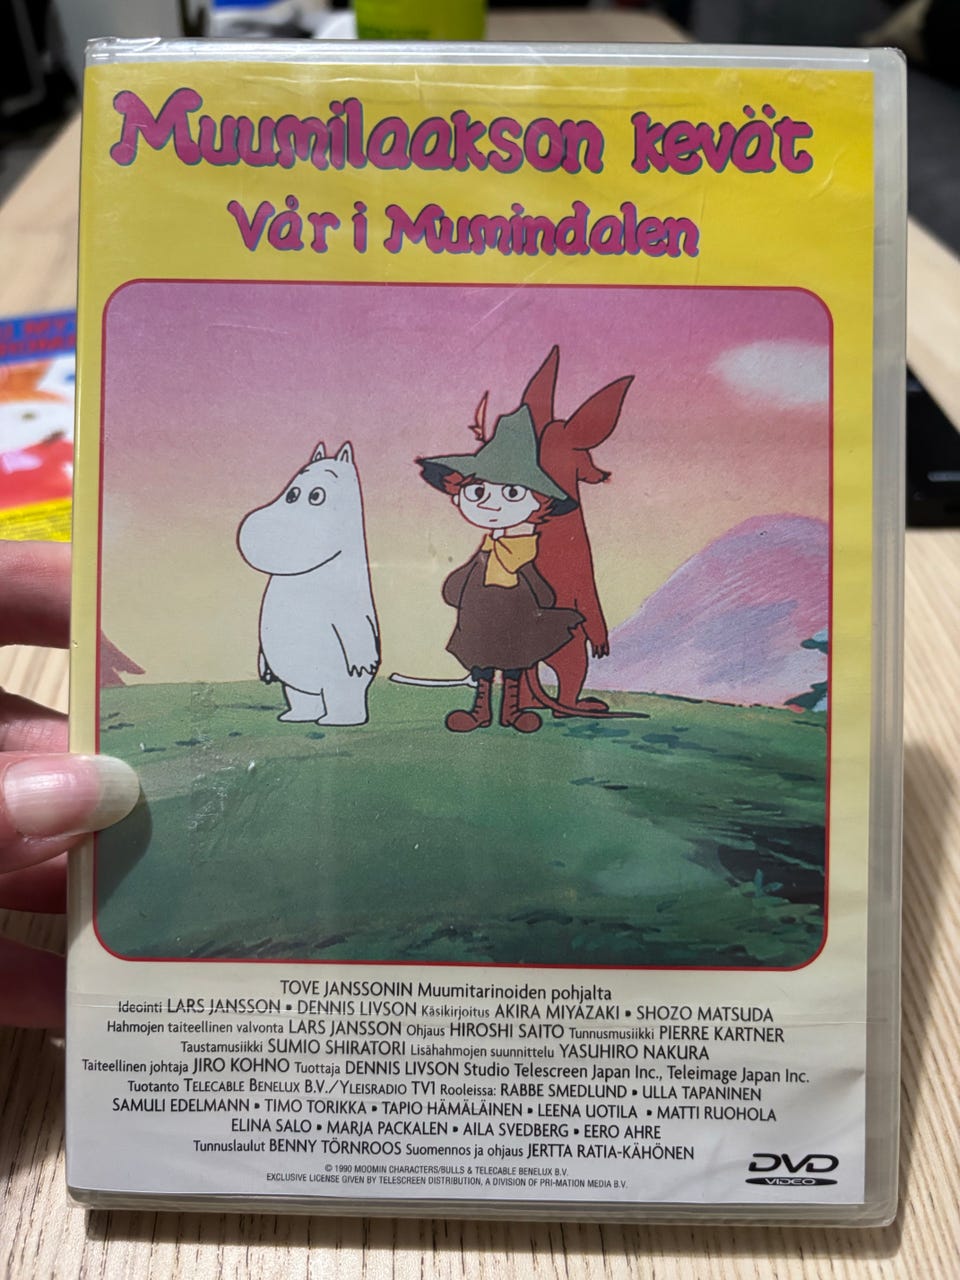 Muumilaakson kevät
Vår i Mumindalen
TOVE JANSSONIN Muumitarinoiden pohjalta
Ideointi LARS JANSSON • DENNIS LIVSON Käsikirjoitus AKIRA MIYAZAKI • SHOZO MATSUDA
Hahmojen taiteellinen valvonta LARS JANSSON Ohjaus HIROSHI SAITO Tunnusmusiikki PIERRE KARTNER
Taustamusiikki SUMIO SHIRATORI Lisähahmojen suunnittelu YASUHIRO NAKURA
Taiteellinen johtaja JIRO KOHNO Tuottaja DENNIS LIVSON Studio Telescreen Japan Inc., Teleimage Japan Inc.
Tuotanto TELECABLE BENELUX B.V./YLEISRADIO TV1 Rooleissa: RABBE SMEDLUND • ULLA TAPANINEN
SAMULI EDELMANN • TIMO TORIKKA • TAPIO HÄMÄLÄINEN • LEENA UOTILA • MATTI RUOHOLA
ELINA SALO • MARJA PACKALEN • AILA SVEDBERG • EERO AHRE
Tunnuslaulut BENNY TÖRNROOS Suomennos ja ohjaus JERTTA RATIA-KÄHÖNEN
© 1990 MOOMIN CHARACTERS/BULLS & TELECABLE BENELUX B.V.
EXCLUSIVE LICENSE GIVEN BY TELESCREEN DISTRIBUTION, A DIVISION OF PRI-MATION MEDIA B.V.
DVD
VIDEO